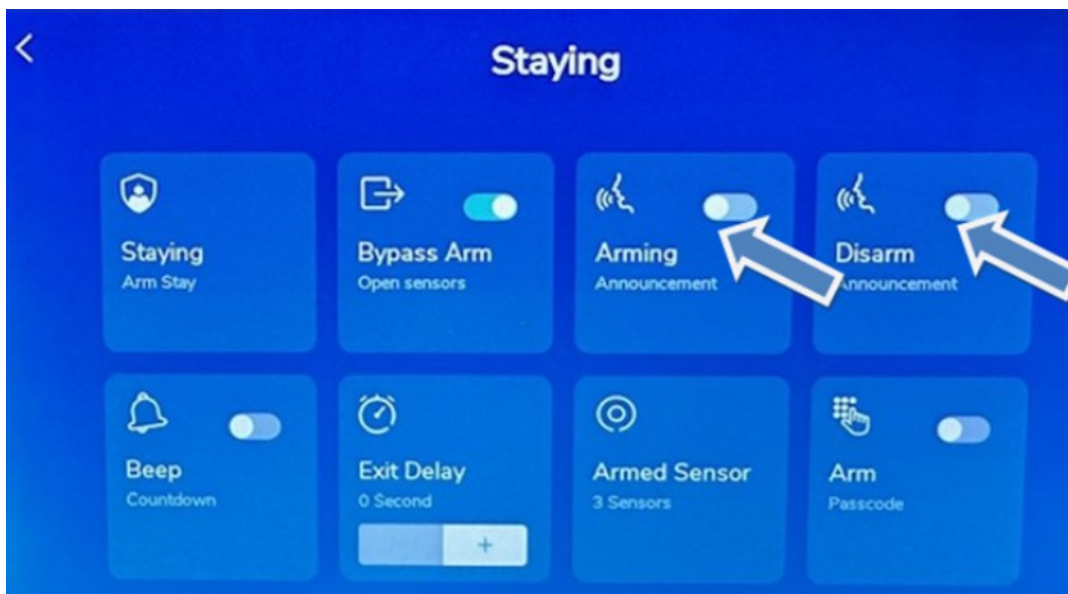 Staying
Staying
Arm Stay
Bypass Arm
Open sensors
Arming
Announcement
Disarm
Announcement
Beep
Countdown
Exit Delay
0 Second
+
Armed Sensor
3 Sensors
Arm
Passcode